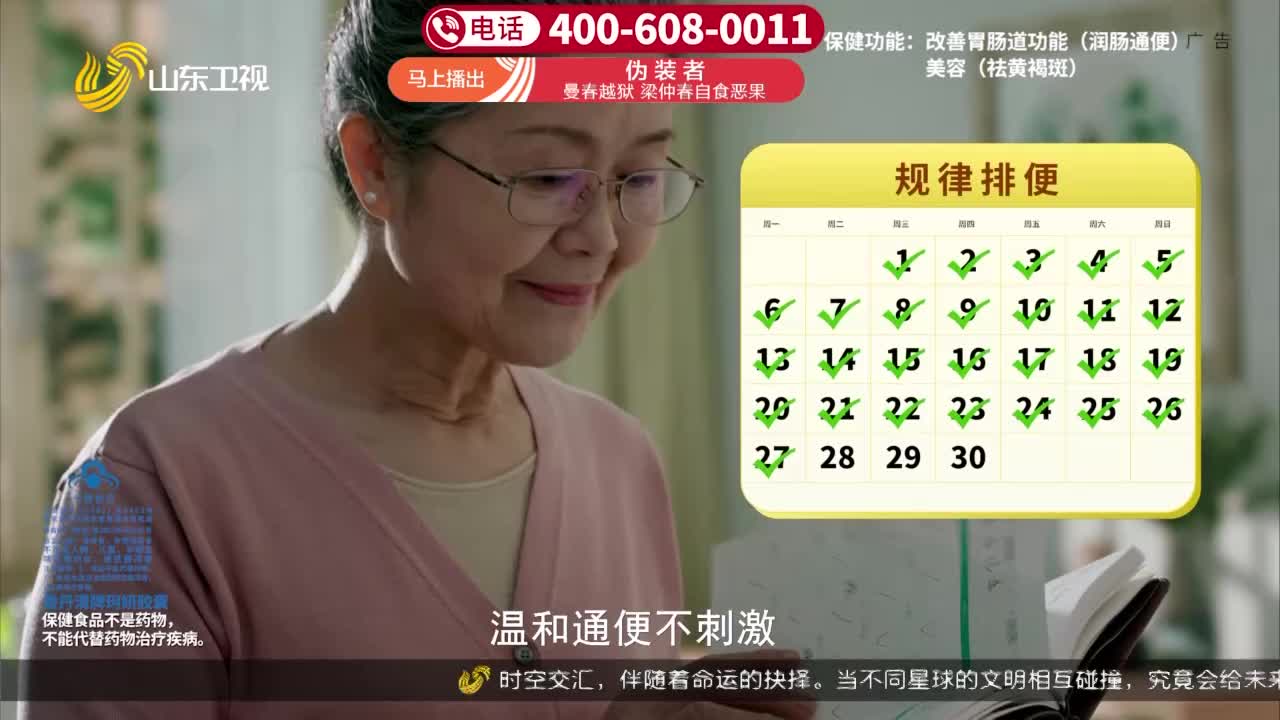 电话 400-608-0011
保健功能：改善胃肠道功能（润肠通便）
美容（祛黄褐斑）
广告
山东卫视
马上播出
伪装者
曼春越狱 梁仲春自食恶果
规律排便
周一 周二 周三 周四 周五 周六 周日
1 2 3 4 5
6 7 8 9 10 11 12
13 14 15 16 17 18 19
20 21 22 23 24 25 26
27 28 29 30
保健食品不是药物，
不能代替药物治疗疾病。
温和通便不刺激
时空交汇，伴随着命运的抉择。当不同星球的文明相互碰撞，究竟会给未来